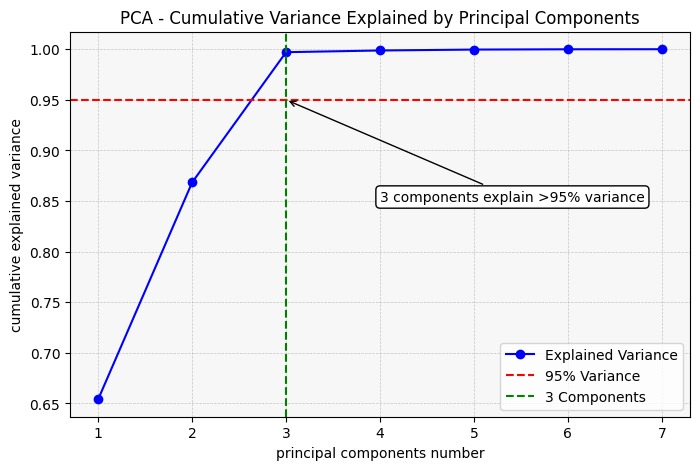 PCA - Cumulative Variance Explained by Principal Components
cumulative explained variance
1.00
0.95
0.90
0.85
0.80
0.75
0.70
0.65
3 components explain >95% variance
Explained Variance
95% Variance
3 Components
1 2 3 4 5 6 7
principal components number